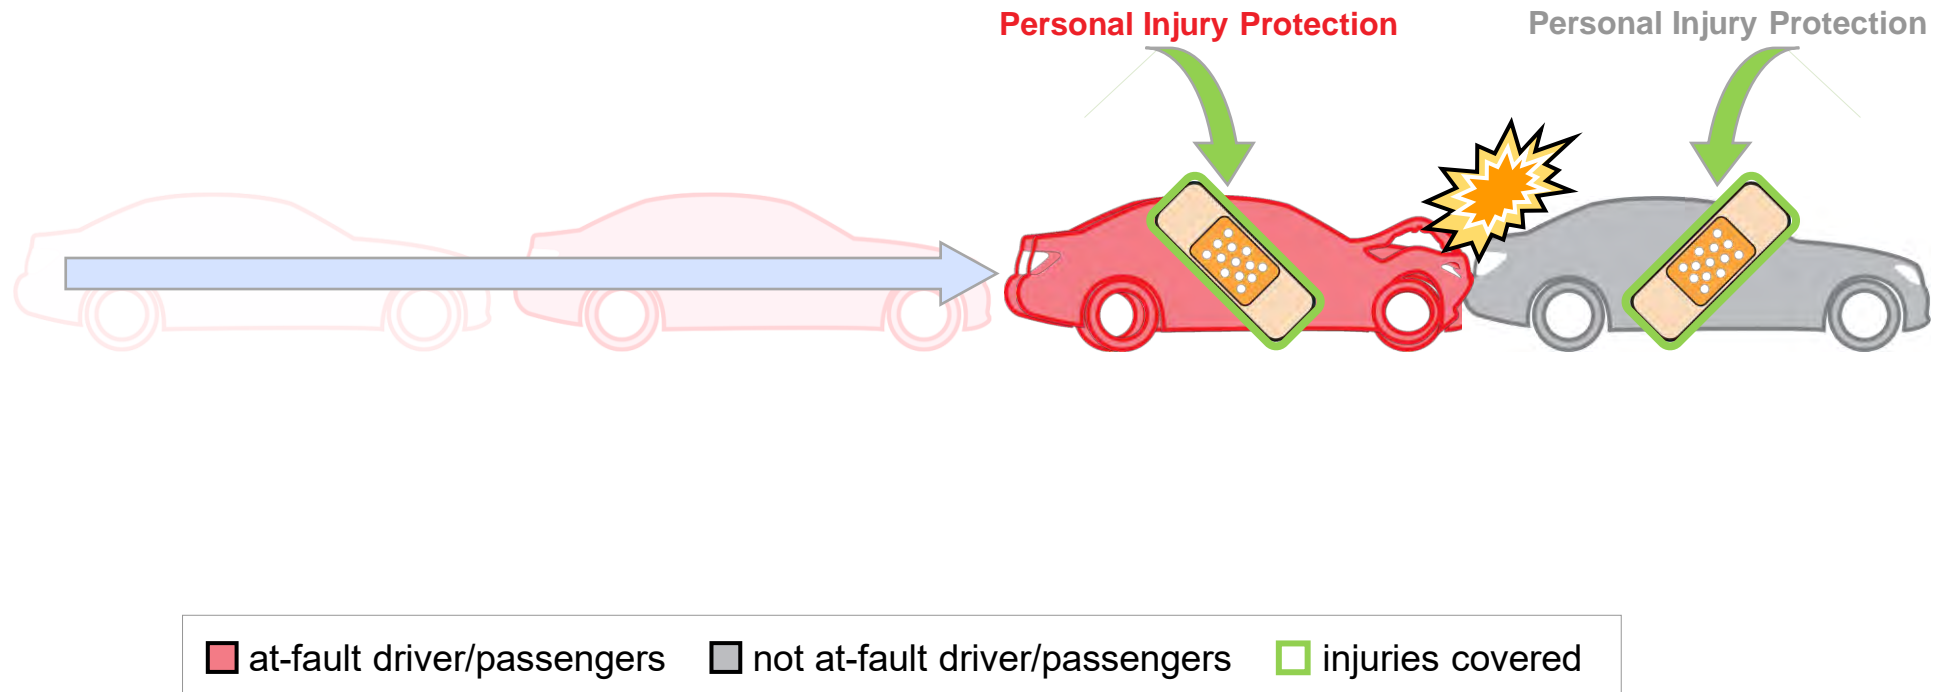 Personal Injury Protection
Personal Injury Protection
at-fault driver/passengers
not at-fault driver/passengers
injuries covered